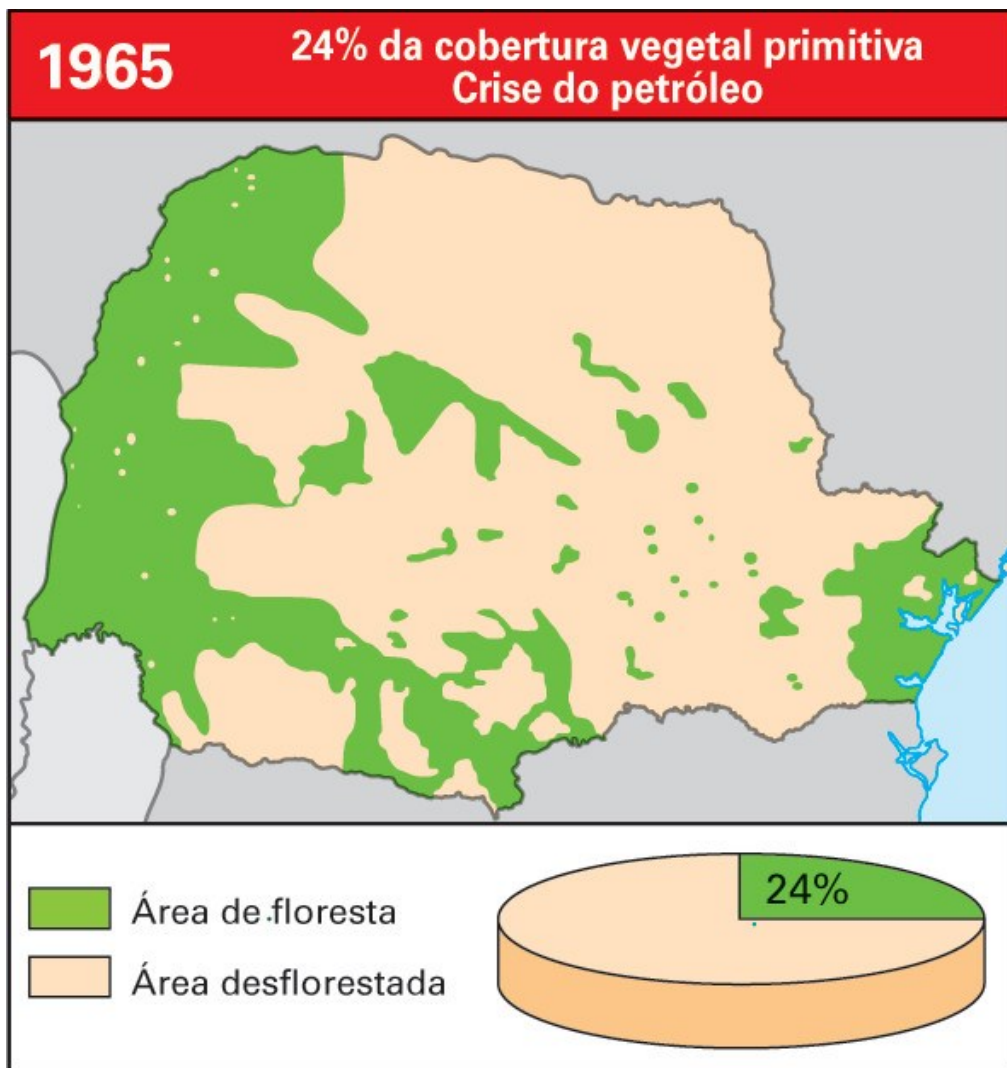 1965
24% da cobertura vegetal primitiva
Crise do petróleo
Área de floresta
Área desflorestada
24%